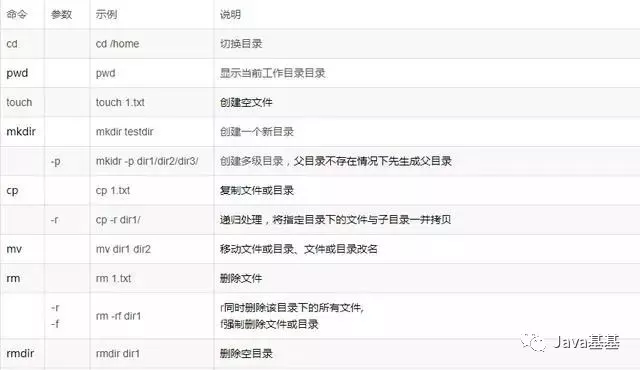 命令 参数 示例 说明
cd cd /home 切换目录
pwd pwd 显示当前工作目录目录
touch touch 1.txt 创建空文件
mkdir mkdir testdir 创建一个新目录
-p mkidr -p dir1/dir2/dir3/ 创建多级目录，父目录不存在情况下先生成父目录
cp cp 1.txt 复制文件或目录
-r cp -r dir1/ 递归处理，将指定目录下的文件与子目录一并拷贝
mv mv dir1 dir2 移动文件或目录、文件或目录改名
rm rm 1.txt 删除文件
-r
-f
rm -rf dir1
r同时删除该目录下的所有文件,
f强制删除文件或目录
rmdir rmdir dir1 删除空目录
Java基基